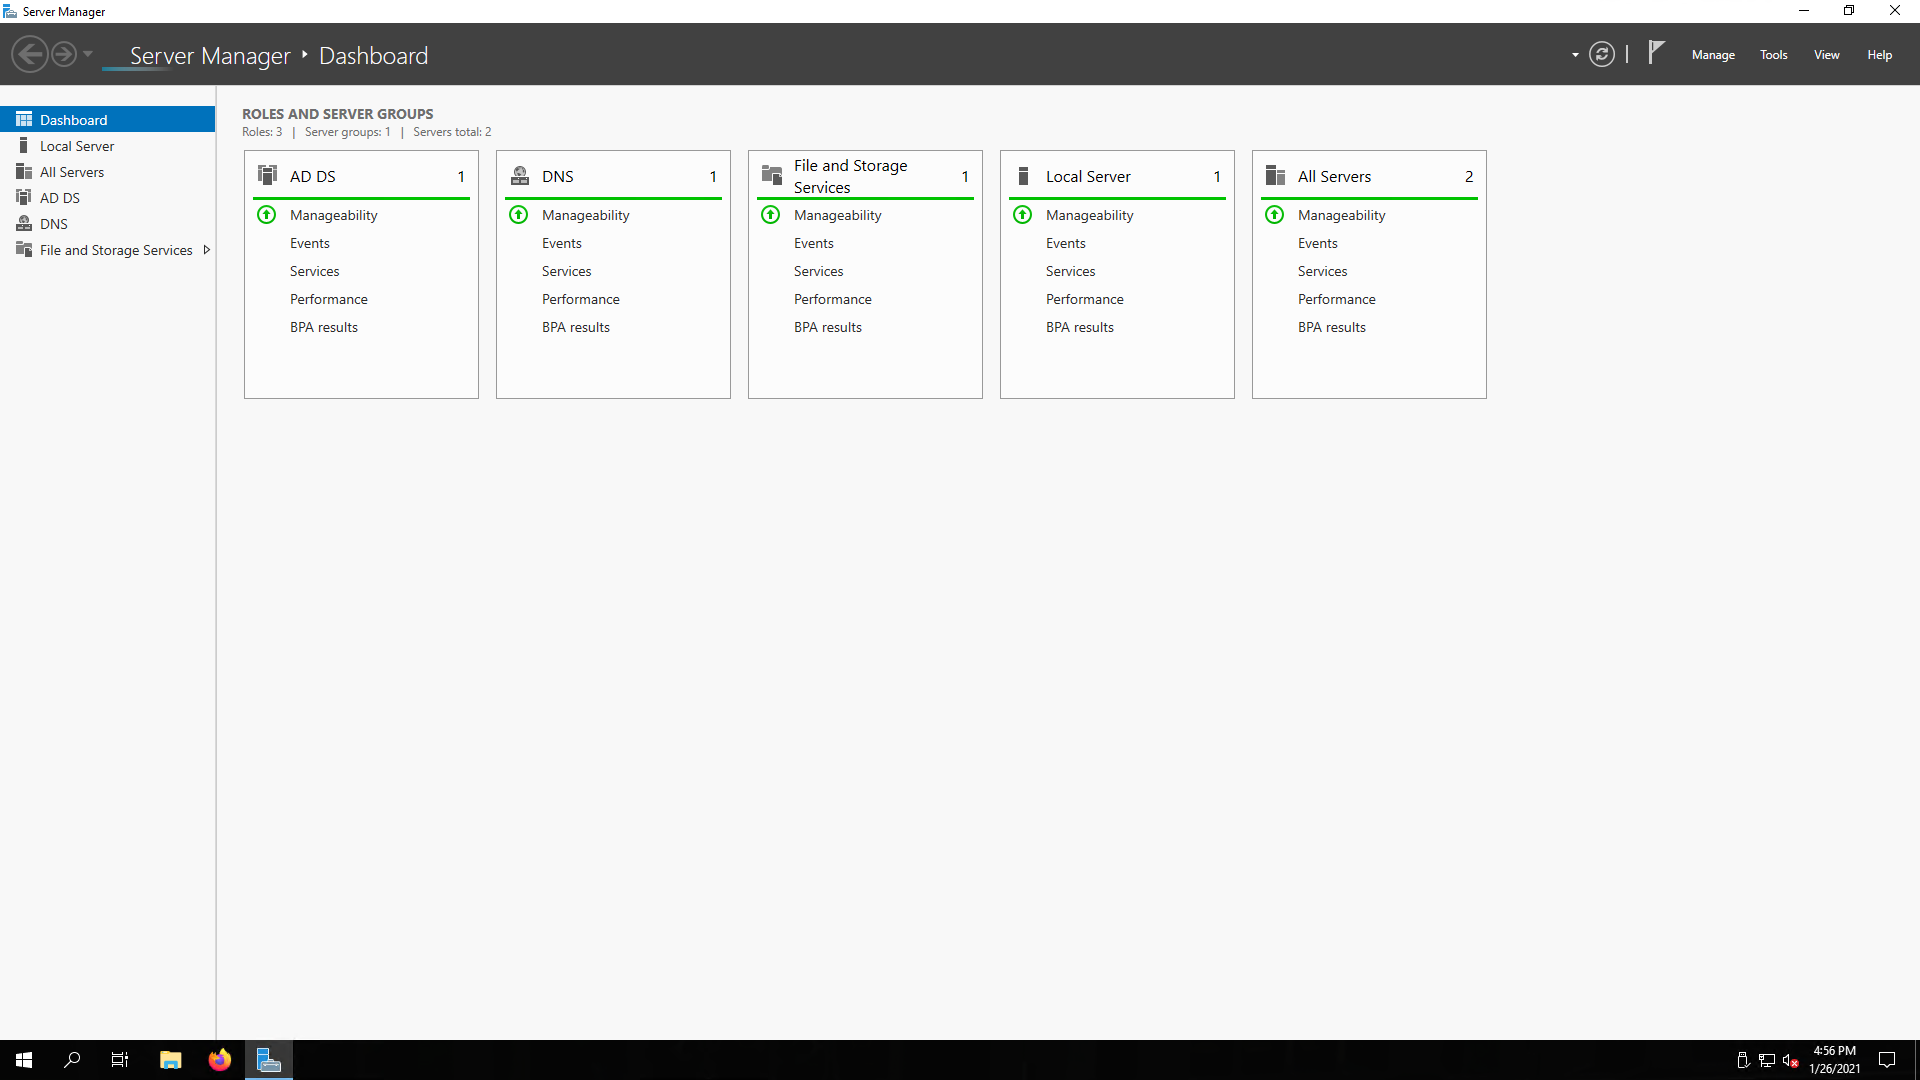 Server Manager
Server Manager
Dashboard
Manage
Tools
View
Help
Dashboard
Local Server
All Servers
AD DS
DNS
File and Storage Services
ROLES AND SERVER GROUPS
Roles: 3 | Server groups: 1 | Servers total: 2
AD DS 1
Manageability
Events
Services
Performance
BPA results
DNS 1
Manageability
Events
Services
Performance
BPA results
File and Storage
Services 1
Manageability
Events
Services
Performance
BPA results
Local Server 1
Manageability
Events
Services
Performance
BPA results
All Servers 2
Manageability
Events
Services
Performance
BPA results
4:56 PM
1/26/2021